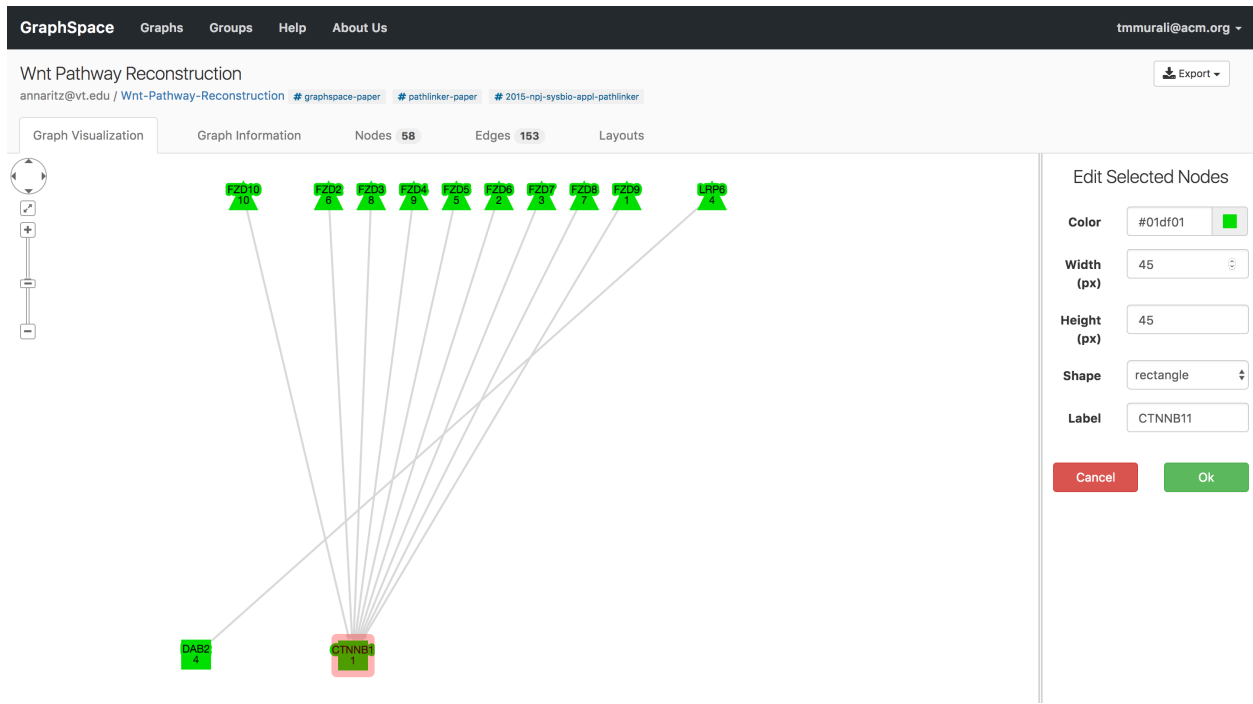 GraphSpace Graphs Groups Help About Us tmmurali@acm.org
Wnt Pathway Reconstruction Export
annaritz@vt.edu / Wnt-Pathway-Reconstruction # graphspace-paper # pathlinker-paper # 2015-npj-sysbio-appl-pathlinker
Graph Visualization Graph Information Nodes 58 Edges 153 Layouts
FZD10 FZD2 FZD3 FZD4 FZD5 FZD6 FZD7 FZD8 FZD9 LRP6
10 6 8 9 5 2 3 7 1 4
DAB2 CTNNB1
4 1
Edit Selected Nodes
Color #01df01
Width
(px) 45
Height
(px) 45
Shape rectangle
Label CTNNB11
Cancel Ok